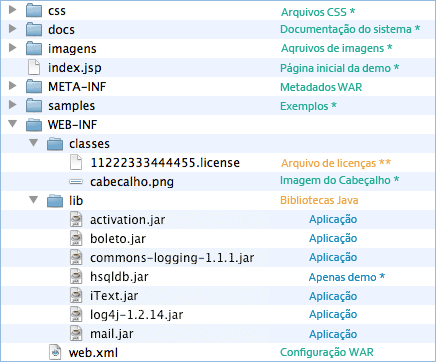 css Arquivos CSS *
docs Documentação do sistema *
imagens Aqruivos de imagens *
index.jsp Página inicial da demo *
META-INF Metadados WAR
samples Exemplos *
WEB-INF
classes
11222333444455.license Arquivo de licenças **
cabecalho.png Imagem do Cabeçalho *
lib Bibliotecas Java
activation.jar Aplicação
boleto.jar Aplicação
commons-logging-1.1.1.jar Aplicação
hsqldb.jar Apenas demo *
iText.jar Aplicação
log4j-1.2.14.jar Aplicação
mail.jar Aplicação
web.xml Configuração WAR